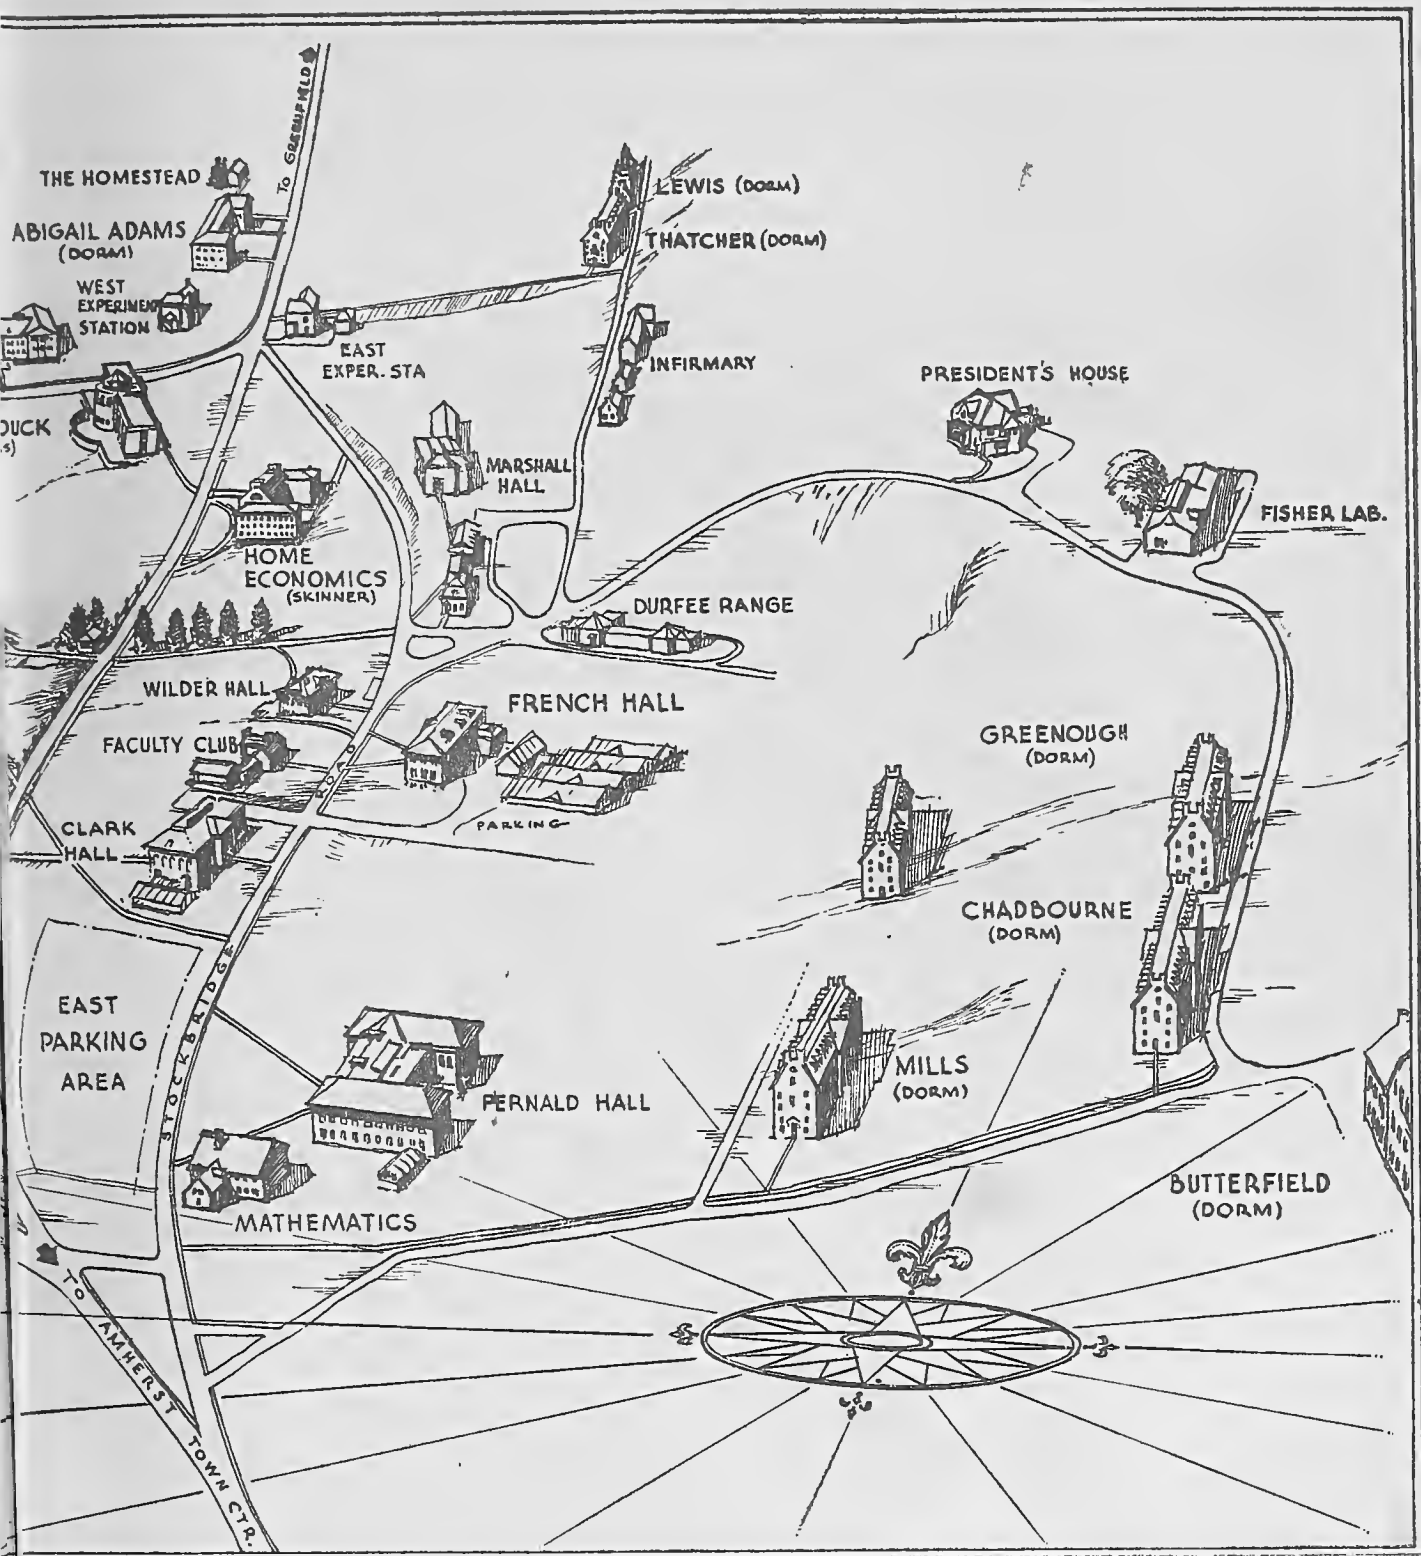 TO GREENFIELD
THE HOMESTEAD
LEWIS (DORM)
ABIGAIL ADAMS
(DORM)
THATCHER (DORM)
WEST
EXPERIMENT
STATION
EAST
EXPER. STA
INFIRMARY
PRESIDENT'S HOUSE
OUCK
MARSHALL
HALL
FISHER LAB.
HOME
ECONOMICS
(SKINNER)
DURFEE RANGE
WILDER HALL
FRENCH HALL
FACULTY CLUB
GREENOUGH
(DORM)
PARKING
CLARK
HALL
CHADBOURNE
(DORM)
STOCKBRIDGE ROAD
EAST
PARKING
AREA
MILLS
(DORM)
FERNALD HALL
BUTTERFIELD
(DORM)
MATHEMATICS
TO AMHERST TOWN CTR.